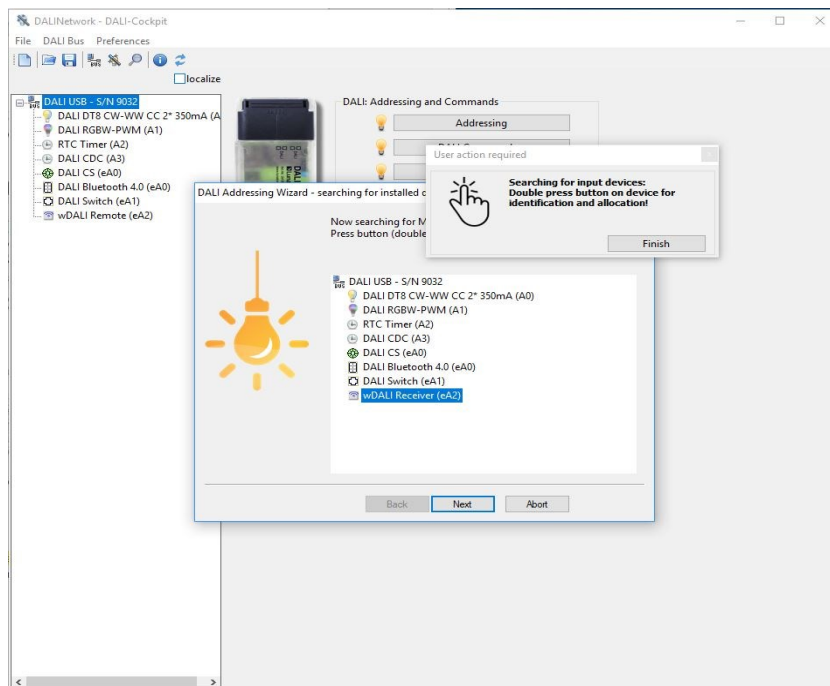 DALINetwork - DALI-Cockpit
File DALI Bus Preferences
localize
DALI USB - S/N 9032
DALI DT8 CW-WW CC 2* 350mA (A
DALI RGBW-PWM (A1)
RTC Timer (A2)
DALI CDC (A3)
DALI CS (eA0)
DALI Bluetooth 4.0 (eA0)
DALI Switch (eA1)
wDALI Remote (eA2)
DALI: Addressing and Commands
Addressing
User action required
Searching for input devices:
Double press button on device for
identification and allocation!
Finish
DALI Addressing Wizard - searching for installed
Now searching for
Press button (double
DALI USB - S/N 9032
DALI DT8 CW-WW CC 2* 350mA (A0)
DALI RGBW-PWM (A1)
RTC Timer (A2)
DALI CDC (A3)
DALI CS (eA0)
DALI Bluetooth 4.0 (eA0)
DALI Switch (eA1)
wDALI Receiver (eA2)
Back Next Abort